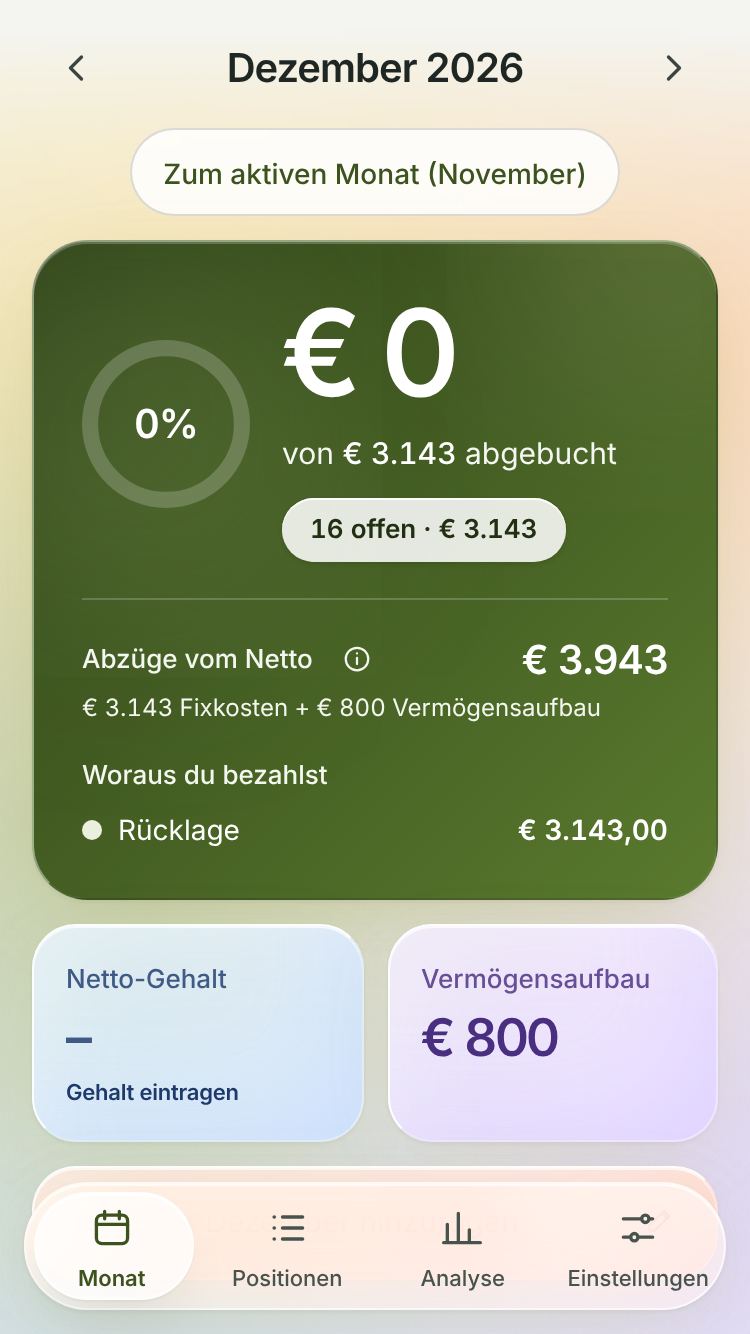 Dezember 2026
Zum aktiven Monat (November)
0%
€ 0
von € 3.143 abgebucht
16 offen · € 3.143
Abzüge vom Netto
€ 3.943
€ 3.143 Fixkosten + € 800 Vermögensaufbau
Woraus du bezahlst
Rücklage
€ 3.143,00
Netto-Gehalt
–
Gehalt eintragen
Vermögensaufbau
€ 800
Monat
Positionen
Analyse
Einstellungen